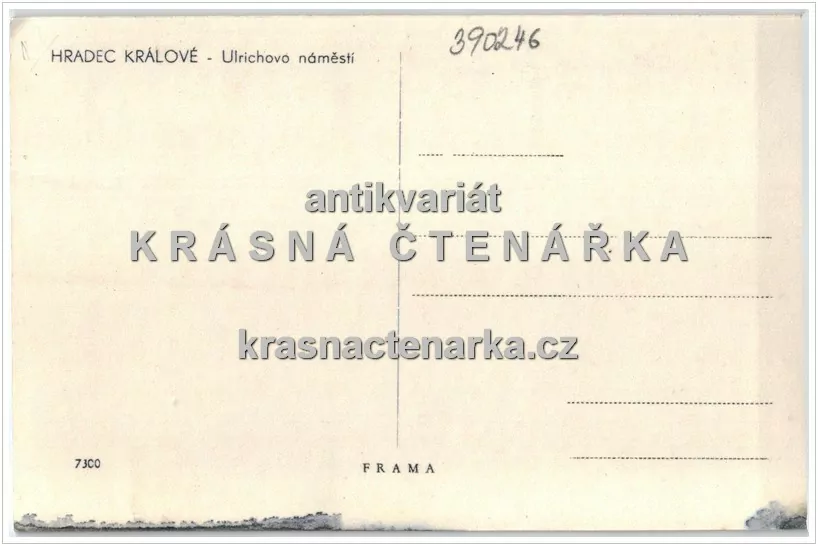 390246
HRADEC KRÁLOVÉ - Ulrichovo náměstí
antikvariát
KRÁSNÁ ČTENÁŘKA
krasnactenarka.cz
7300
FRAMA